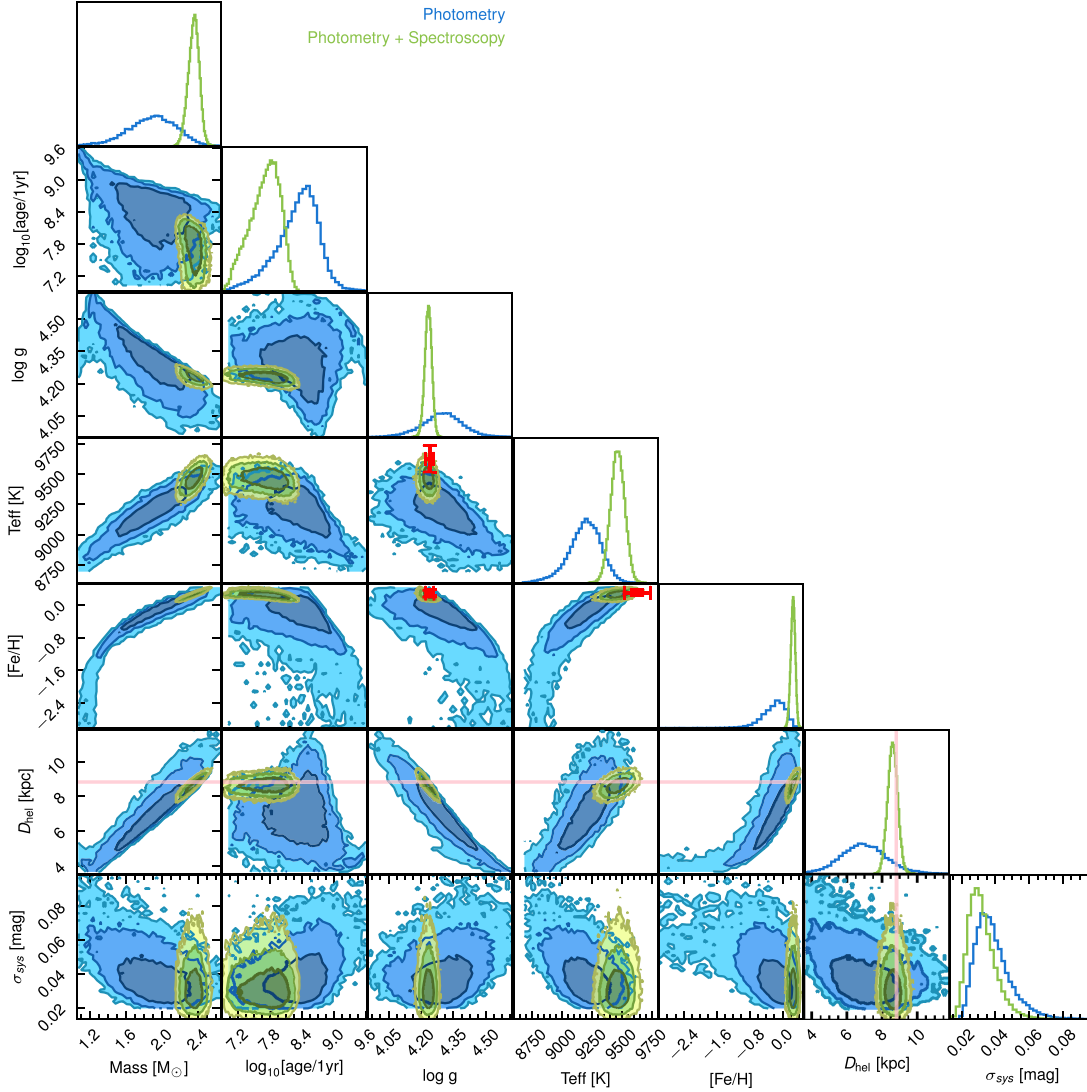 Photometry
Photometry + Spectroscopy
log₁₀[age/1yr]
9.6
9.0
8.4
7.8
7.2
log g
4.50
4.35
4.20
4.05
Teff [K]
9750
9500
9250
9000
8750
[Fe/H]
0.0
−0.8
−1.6
−2.4
D_hel [kpc]
10
8
6
4
σ_sys [mag]
0.08
0.06
0.04
0.02
1.2 1.6 2.0 2.4
7.2 7.8 8.4 9.0 9.6
4.05 4.20 4.35 4.50
8750 9000 9250 9500 9750
−2.4 −1.6 −0.8 0.0
4 6 8 10
0.02 0.04 0.06 0.08
Mass [M☉] log₁₀[age/1yr] log g Teff [K] [Fe/H] D_hel [kpc] σ_sys [mag]